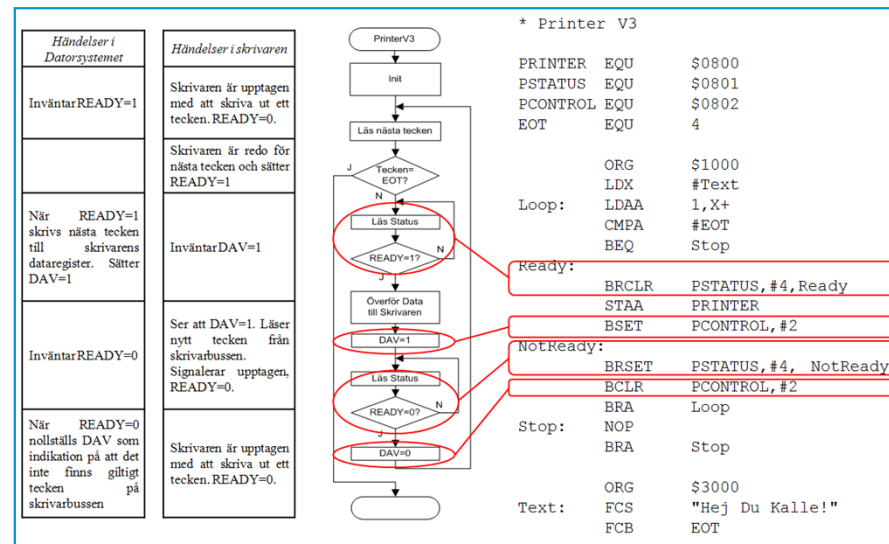 Händelser i
Datorsystemet
Inväntar READY=1
När READY=1
skrivs nästa tecken
till skrivarens
dataregister. Sätter
DAV=1
Inväntar READY=0
När READY=0
nollställs DAV som
indikation på att det
inte finns giltigt
tecken på
skrivarbussen
Händelser i skrivaren
Skrivaren är upptagen
med att skriva ut ett
tecken. READY=0.
Skrivaren är redo för
nästa tecken och sätter
READY=1
Inväntar DAV=1
Ser att DAV=1. Läser
nytt tecken från
skrivarbussen.
Signalerar upptagen,
READY=0.
Skrivaren är upptagen
med att skriva ut ett
tecken. READY=0.
PrinterV3
Init
Läs nästa tecken
J
Tecken=
EOT?
N
Läs Status
READY=1?
N
J
Överför Data
till Skrivaren
DAV=1
Läs Status
N
READY=0?
J
DAV=0
* Printer V3
PRINTER EQU $0800
PSTATUS EQU $0801
PCONTROL EQU $0802
EOT EQU 4
ORG $1000
LDX #Text
Loop: LDAA 1,X+
CMPA #EOT
BEQ Stop
Ready:
BRCLR PSTATUS,#4,Ready
STAA PRINTER
BSET PCONTROL,#2
NotReady:
BRSET PSTATUS,#4, NotReady
BCLR PCONTROL,#2
BRA Loop
Stop: NOP
BRA Stop
ORG $3000
Text: FCS "Hej Du Kalle!"
FCB EOT